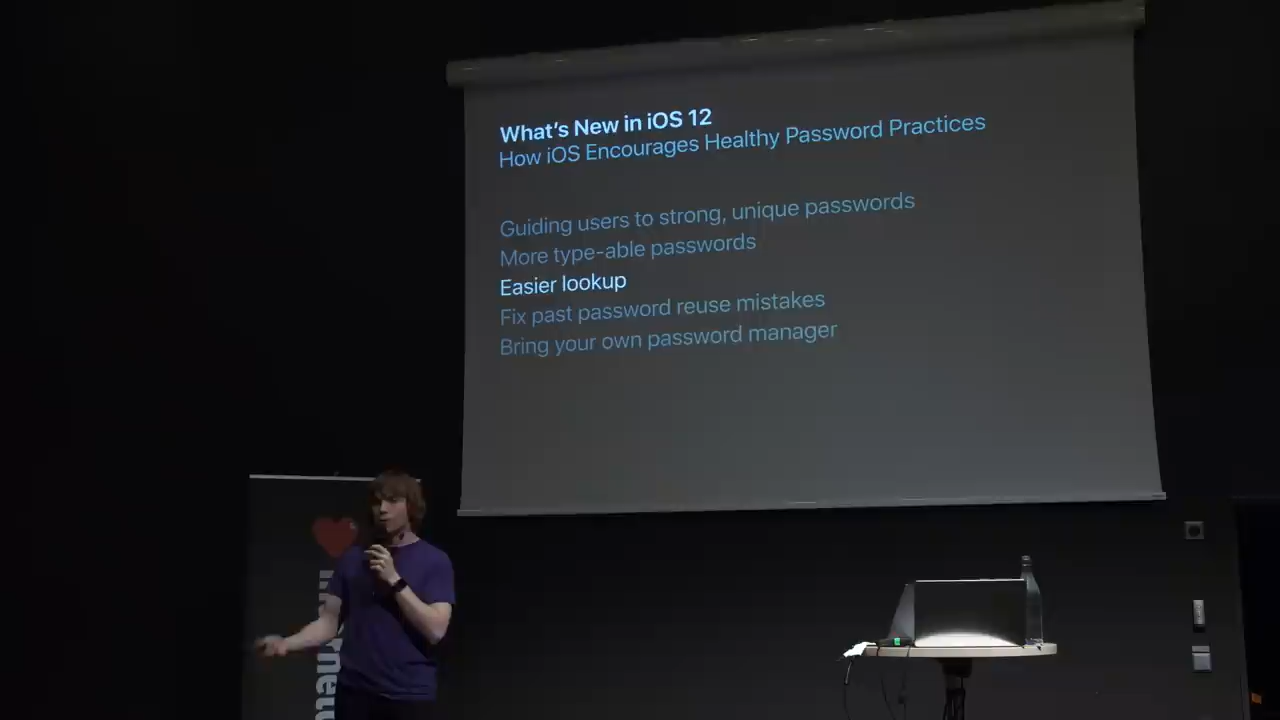 What's New in iOS 12
How iOS Encourages Healthy Password Practices
Guiding users to strong, unique passwords
More type-able passwords
Easier lookup
Fix past password reuse mistakes
Bring your own password manager